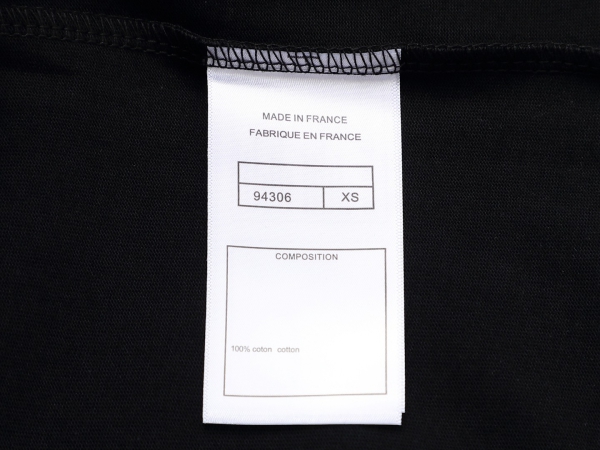 MADE IN FRANCE
FABRIQUE EN FRANCE
94306 XS
COMPOSITION
100% coton cotton